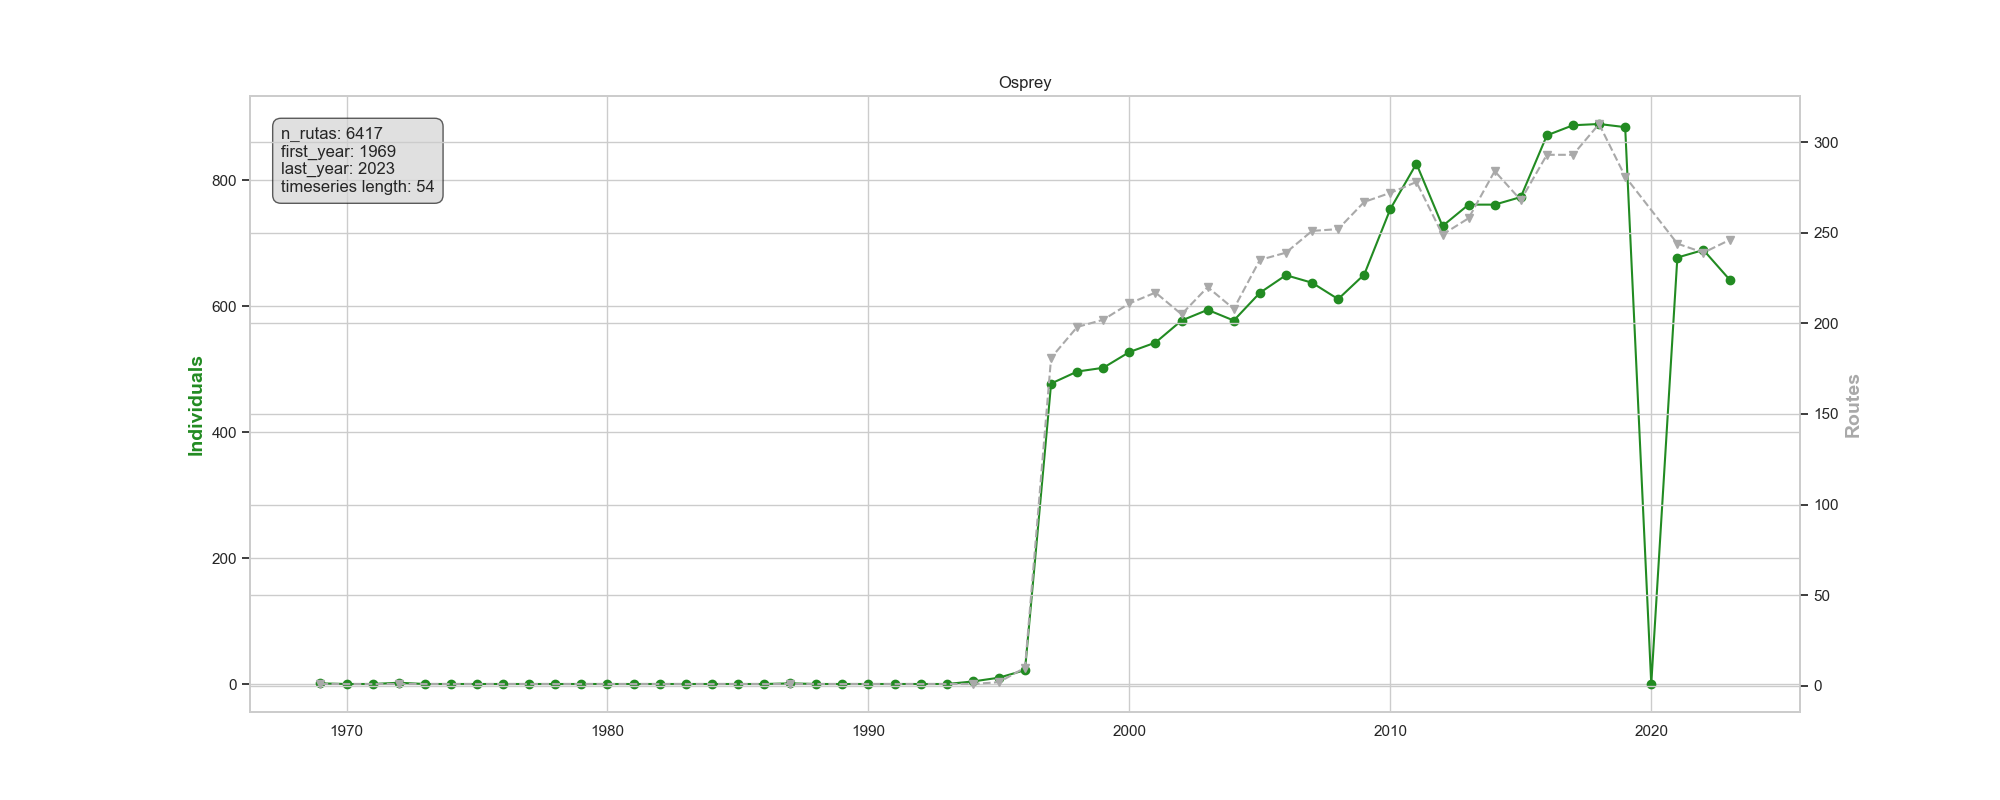 Osprey
n_rutas: 6417
first_year: 1969
last_year: 2023
timeseries length: 54
Individuals
800
600
400
200
0
Routes
300
250
200
150
100
50
0
1970
1980
1990
2000
2010
2020